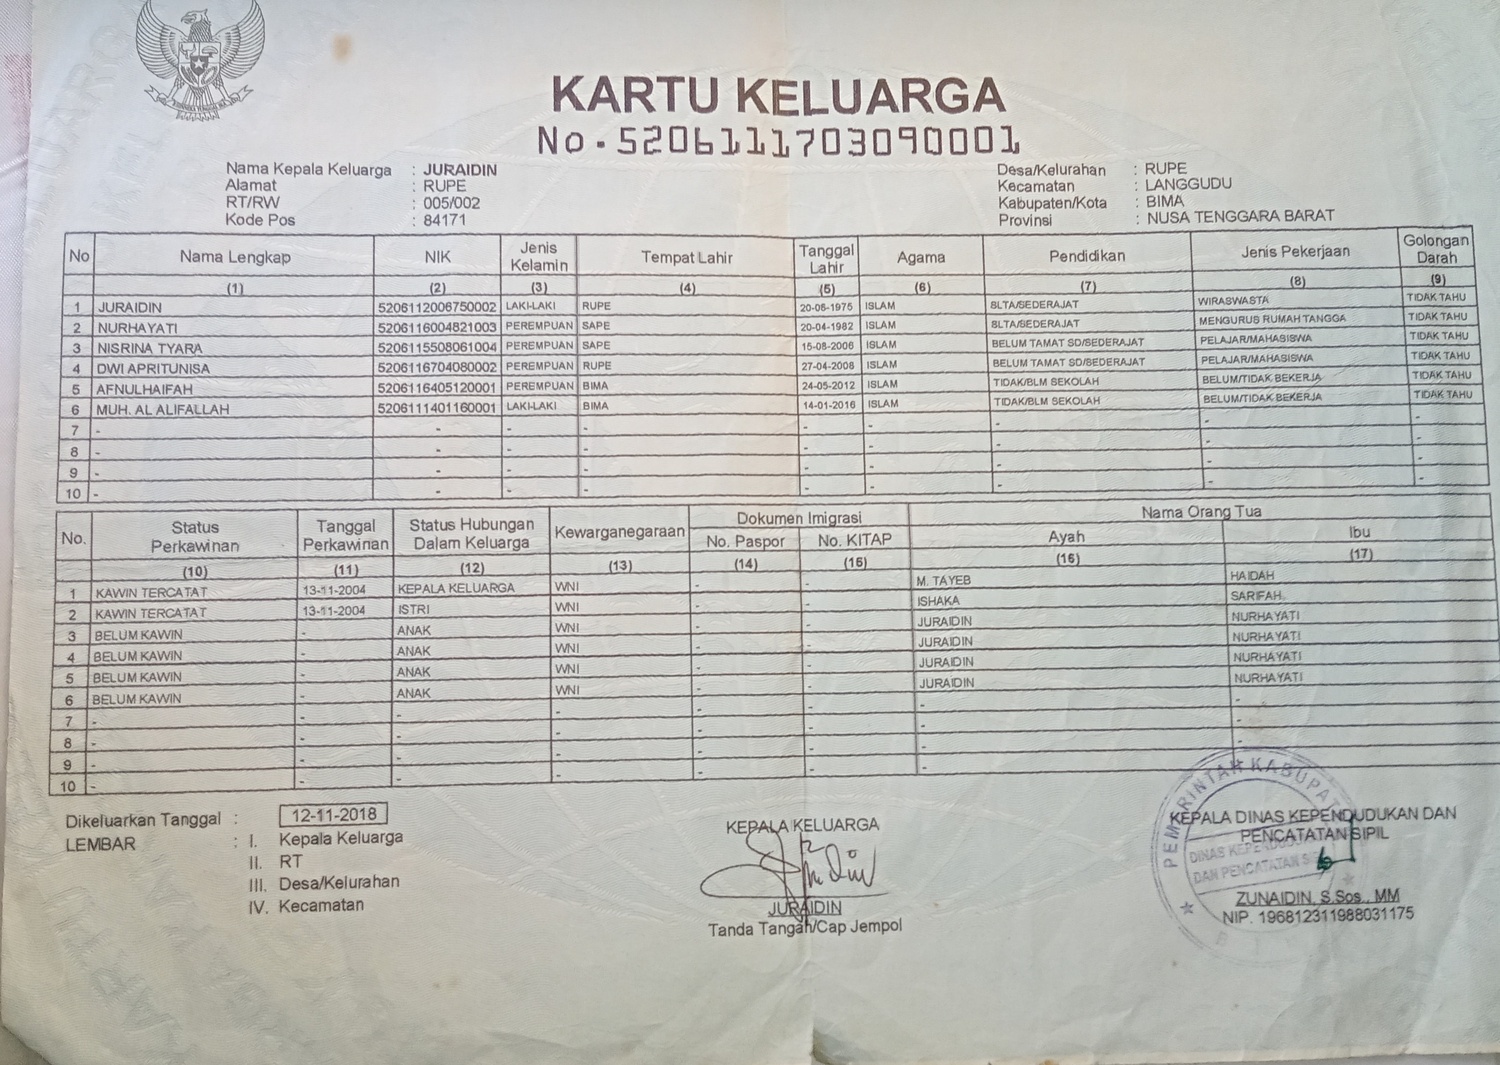 KARTU KELUARGA
No. 5206111703090001
Nama Kepala Keluarga : JURAIDIN
Alamat : RUPE
RT/RW : 005/002
Kode Pos : 84171
Desa/Kelurahan : RUPE
Kecamatan : LANGGUDU
Kabupaten/Kota : BIMA
Provinsi : NUSA TENGGARA BARAT
No Nama Lengkap NIK Jenis Kelamin Tempat Lahir Tanggal Lahir Agama Pendidikan Jenis Pekerjaan Golongan Darah
(1) (2) (3) (4) (5) (6) (7) (8) (9)
1 JURAIDIN 5206112006750002 LAKI-LAKI RUPE 20-06-1975 ISLAM SLTA/SEDERAJAT WIRASWASTA TIDAK TAHU
2 NURHAYATI 5206116004821003 PEREMPUAN SAPE 20-04-1982 ISLAM SLTA/SEDERAJAT MENGURUS RUMAH TANGGA TIDAK TAHU
3 NISRINA TYARA 5206115508061004 PEREMPUAN SAPE 15-08-2006 ISLAM BELUM TAMAT SD/SEDERAJAT PELAJAR/MAHASISWA TIDAK TAHU
4 DWI APRITUNISA 5206116704080002 PEREMPUAN RUPE 27-04-2008 ISLAM BELUM TAMAT SD/SEDERAJAT PELAJAR/MAHASISWA TIDAK TAHU
5 AFNULHAIFAH 5206116405120001 PEREMPUAN BIMA 24-05-2012 ISLAM TIDAK/BLM SEKOLAH BELUM/TIDAK BEKERJA TIDAK TAHU
6 MUH. AL ALIFALLAH 5206111401160001 LAKI-LAKI BIMA 14-01-2016 ISLAM TIDAK/BLM SEKOLAH BELUM/TIDAK BEKERJA TIDAK TAHU
7 - - - - - - - - -
8 - - - - - - - - -
9 - - - - - - - - -
10 - - - - - - - - -
No. Status Perkawinan Tanggal Perkawinan Status Hubungan Dalam Keluarga Kewarganegaraan Dokumen Imigrasi Nama Orang Tua
No. Paspor No. KITAP Ayah Ibu
(10) (11) (12) (13) (14) (15) (16) (17)
1 KAWIN TERCATAT 13-11-2004 KEPALA KELUARGA WNI - - M. TAYEB HAIDAH
2 KAWIN TERCATAT 13-11-2004 ISTRI WNI - - ISHAKA SARIFAH
3 BELUM KAWIN - ANAK WNI - - JURAIDIN NURHAYATI
4 BELUM KAWIN - ANAK WNI - - JURAIDIN NURHAYATI
5 BELUM KAWIN - ANAK WNI - - JURAIDIN NURHAYATI
6 BELUM KAWIN - ANAK WNI - - JURAIDIN NURHAYATI
7 - - - - - - - -
8 - - - - - - - -
9 - - - - - - - -
10 - - - - - - - -
Dikeluarkan Tanggal : 12-11-2018
LEMBAR : I. Kepala Keluarga
II. RT
III. Desa/Kelurahan
IV. Kecamatan
KEPALA KELUARGA
JURAIDIN
Tanda Tangan/Cap Jempol
KEPALA DINAS KEPENDUDUKAN DAN
PENCATATAN SIPIL
PEMERINTAH KABUPAT
DINAS KEPENDUDU
DAN PENCATATAN S
ZUNAIDIN, S.Sos., MM
NIP. 196812311988031175